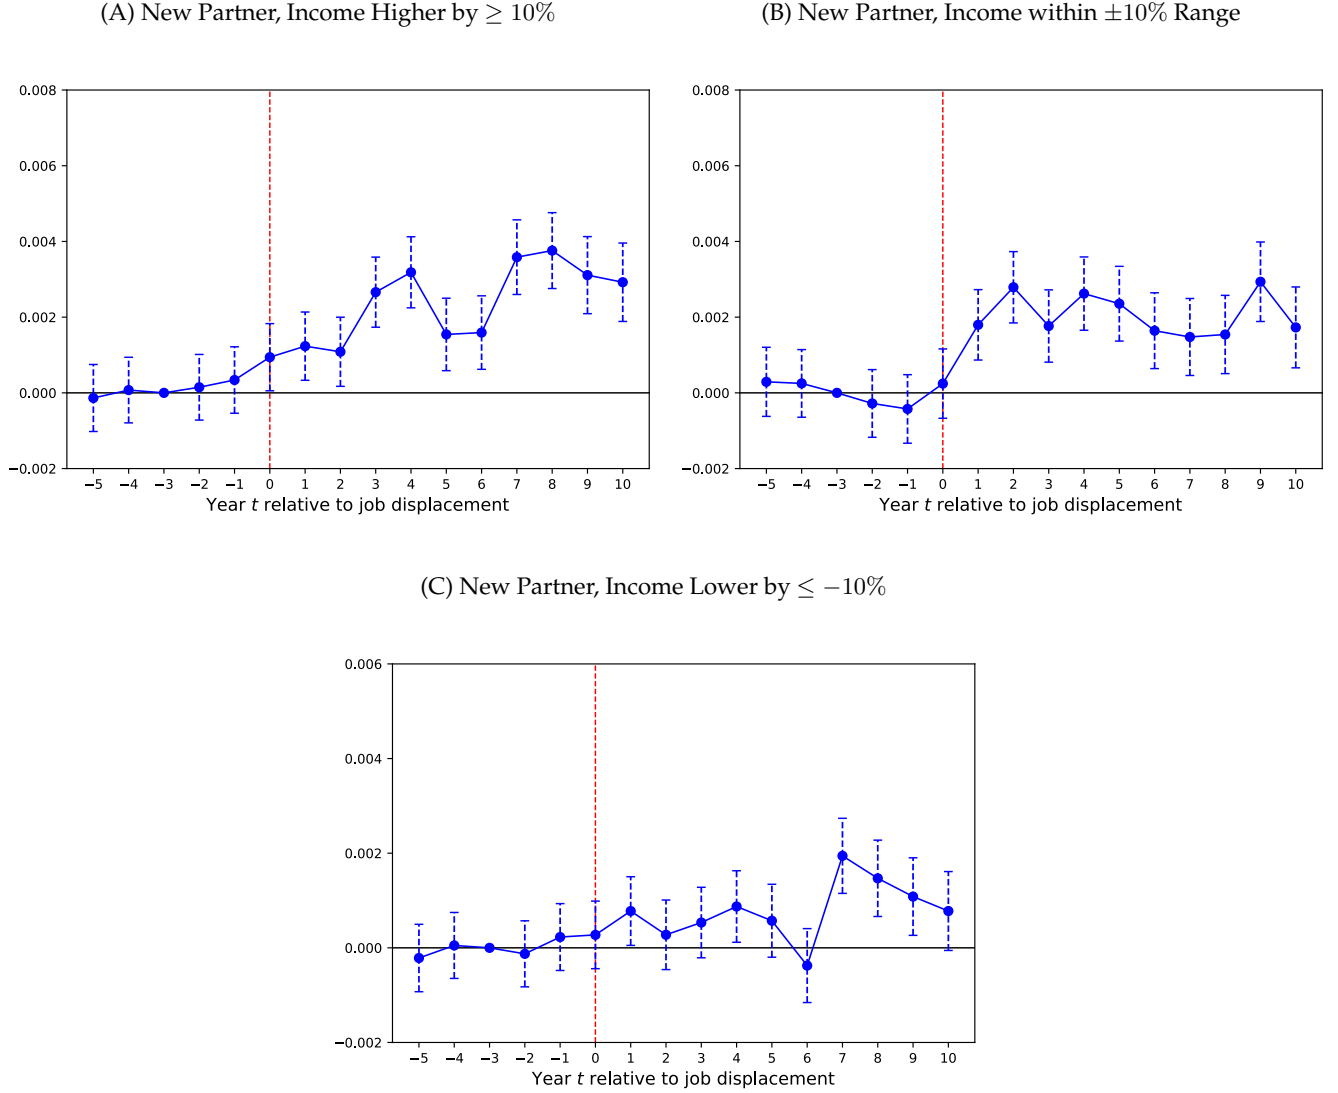 (A) New Partner, Income Higher by ≥ 10%
(B) New Partner, Income within ±10% Range
0.008
0.006
0.004
0.002
0.000
−0.002
−5 −4 −3 −2 −1 0 1 2 3 4 5 6 7 8 9 10
Year t relative to job displacement
0.008
0.006
0.004
0.002
0.000
−0.002
−5 −4 −3 −2 −1 0 1 2 3 4 5 6 7 8 9 10
Year t relative to job displacement
(C) New Partner, Income Lower by ≤ −10%
0.006
0.004
0.002
0.000
−0.002
−5 −4 −3 −2 −1 0 1 2 3 4 5 6 7 8 9 10
Year t relative to job displacement